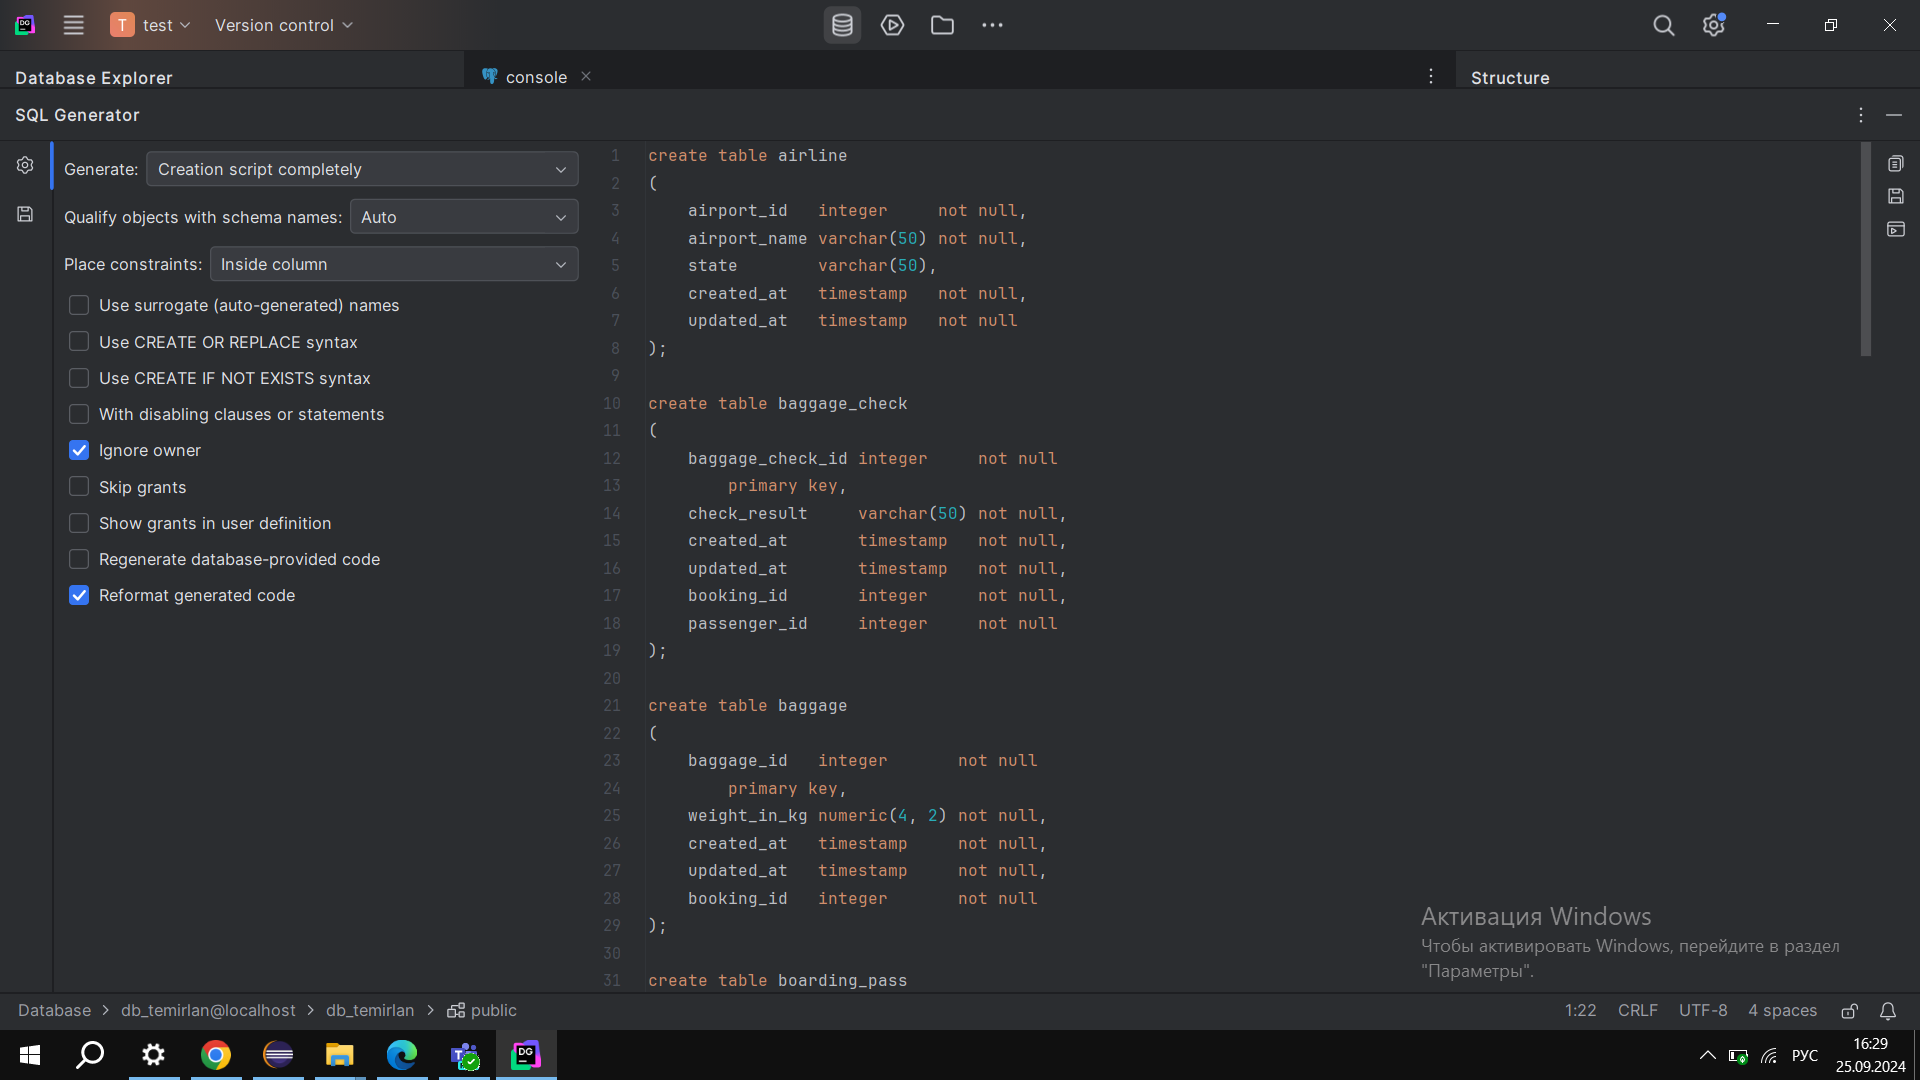 T test Version control
Database Explorer
console
Structure
SQL Generator
Generate: Creation script completely
Qualify objects with schema names: Auto
Place constraints: Inside column
Use surrogate (auto-generated) names
Use CREATE OR REPLACE syntax
Use CREATE IF NOT EXISTS syntax
With disabling clauses or statements
Ignore owner
Skip grants
Show grants in user definition
Regenerate database-provided code
Reformat generated code
1 create table airline
2 (
3 airport_id integer not null,
4 airport_name varchar(50) not null,
5 state varchar(50),
6 created_at timestamp not null,
7 updated_at timestamp not null
8 );
9
10 create table baggage_check
11 (
12 baggage_check_id integer not null
13 primary key,
14 check_result varchar(50) not null,
15 created_at timestamp not null,
16 updated_at timestamp not null,
17 booking_id integer not null,
18 passenger_id integer not null
19 );
20
21 create table baggage
22 (
23 baggage_id integer not null
24 primary key,
25 weight_in_kg numeric(4, 2) not null,
26 created_at timestamp not null,
27 updated_at timestamp not null,
28 booking_id integer not null
29 );
30
31 create table boarding_pass
Активация Windows
Чтобы активировать Windows, перейдите в раздел
"Параметры".
Database db_temirlan@localhost db_temirlan public
1:22 CRLF UTF-8 4 spaces
DG
РУС
16:29
25.09.2024